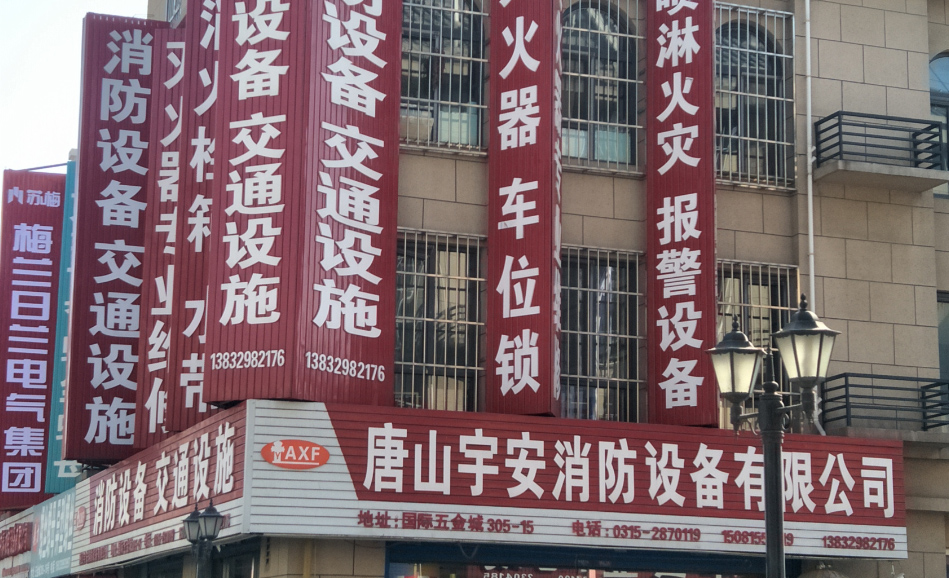 内苏梅
梅兰日兰电气集团
消防设备 交通设施
设备 交通设施
13832982176
防设备 交通设施
13832982176
火器 车位锁
喷淋火灾 报警设备
消防设备 交通设施
AXF
唐山宇安消防设备有限公司
地址:国际五金城305-15
电话:0315-2870119
13832982176